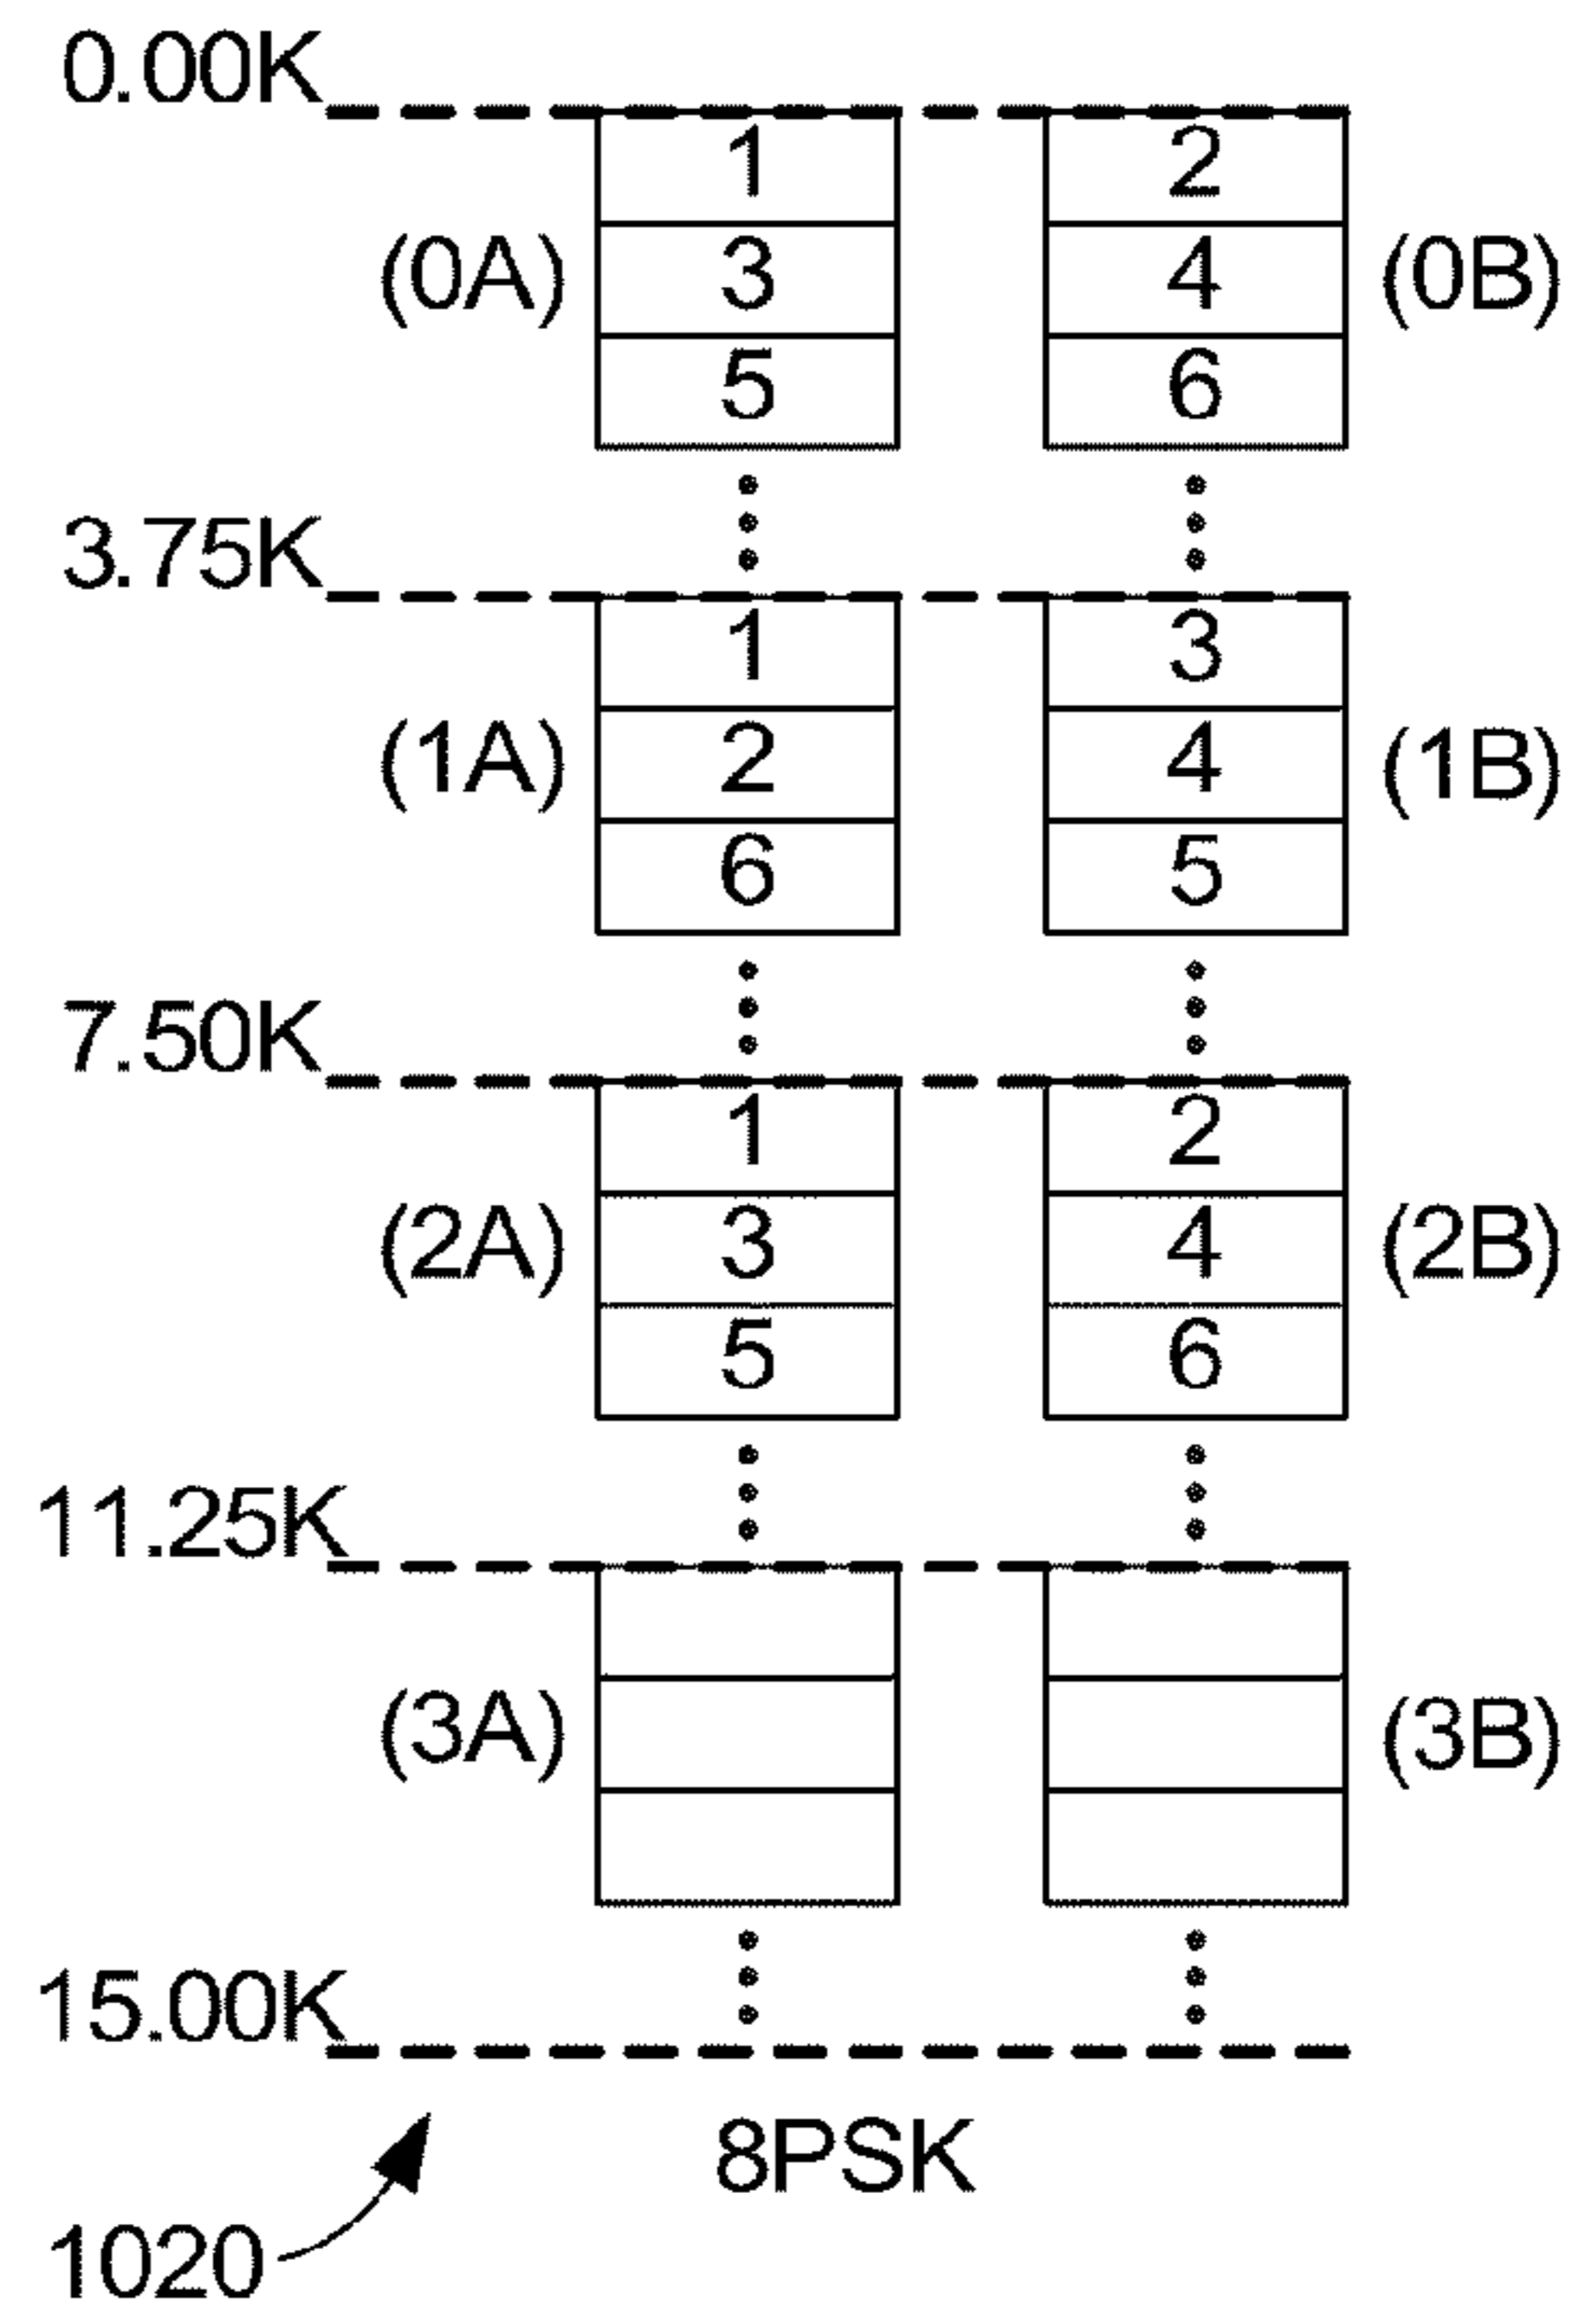 0.00K
1 2
(0A) 3 4 (0B)
5 6
3.75K
1 3
(1A) 2 4 (1B)
6 5
7.50K
1 2
(2A) 3 4 (2B)
5 6
11.25K
(3A) (3B)
15.00K
8PSK
1020